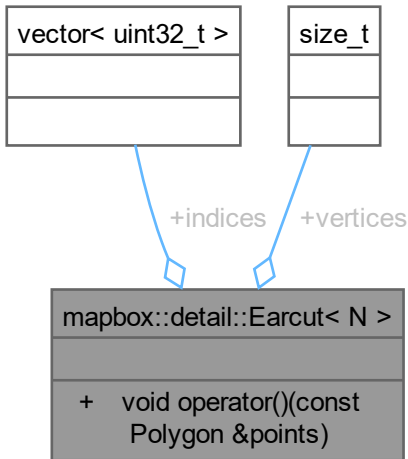 vector< uint32_t >
size_t
+indices
+vertices
mapbox::detail::Earcut< N >
+ void operator()(const
Polygon &points)